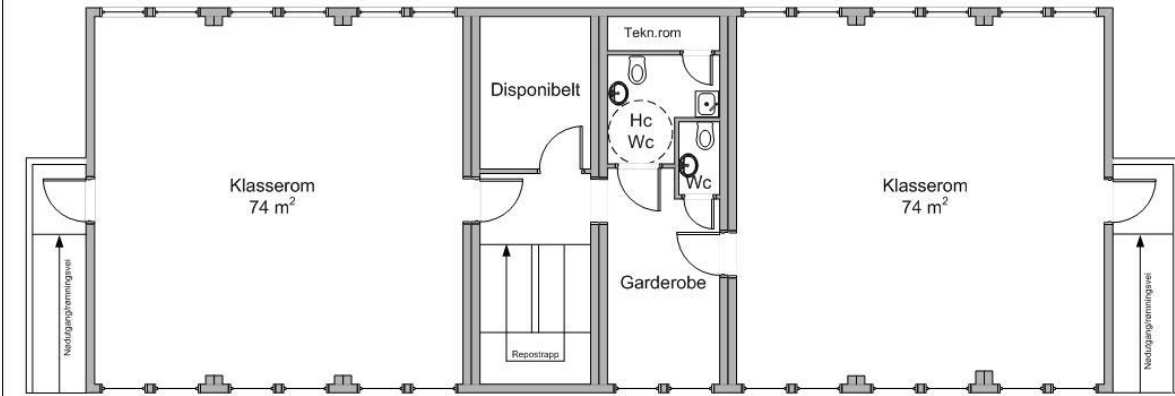 Tekn.rom
Disponibelt
Hc
Wc
Wc
Klasserom
74 m²
Klasserom
74 m²
Garderobe
Repostrapp
Nødutgang/rømningsvei
Nødutgang/rømningsvei